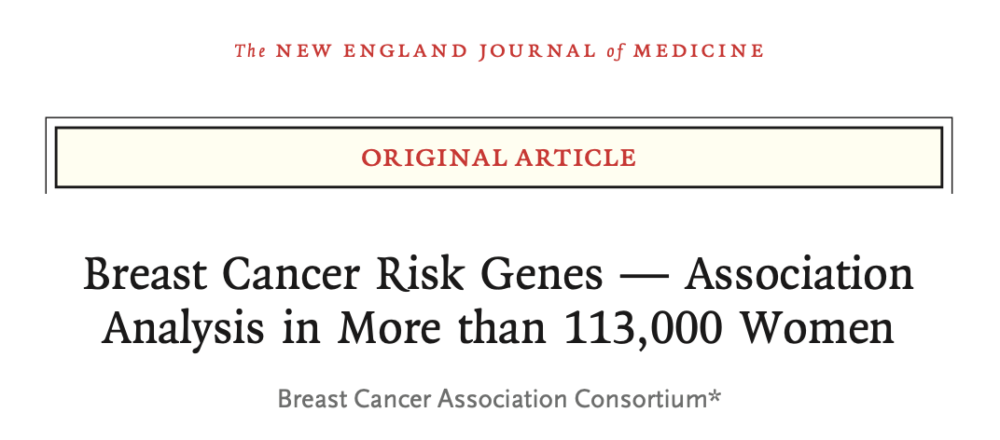 The NEW ENGLAND JOURNAL of MEDICINE
ORIGINAL ARTICLE
Breast Cancer Risk Genes — Association
Analysis in More than 113,000 Women
Breast Cancer Association Consortium*